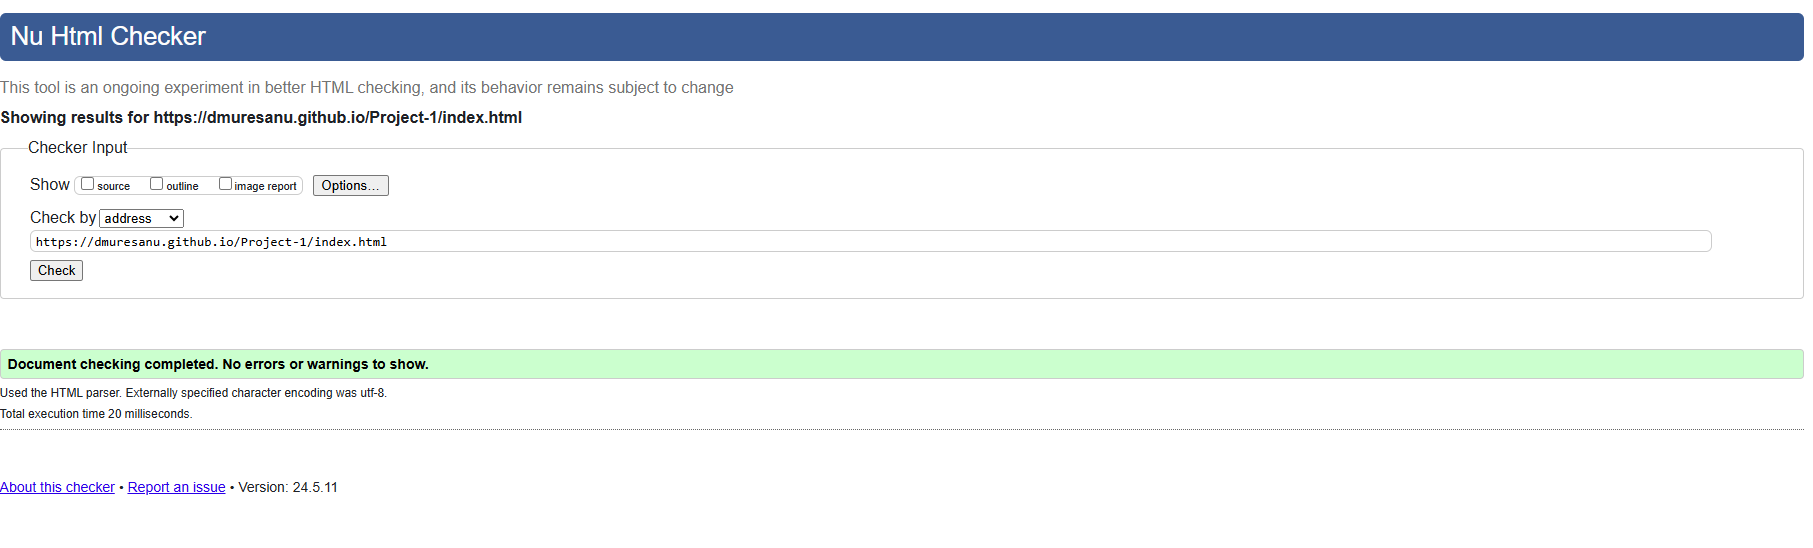 Nu Html Checker
This tool is an ongoing experiment in better HTML checking, and its behavior remains subject to change
Showing results for https://dmuresanu.github.io/Project-1/index.html
Checker Input
Show source outline image report Options...
Check by address
https://dmuresanu.github.io/Project-1/index.html
Check
Document checking completed. No errors or warnings to show.
Used the HTML parser. Externally specified character encoding was utf-8.
Total execution time 20 milliseconds.
About this checker • Report an issue • Version: 24.5.11